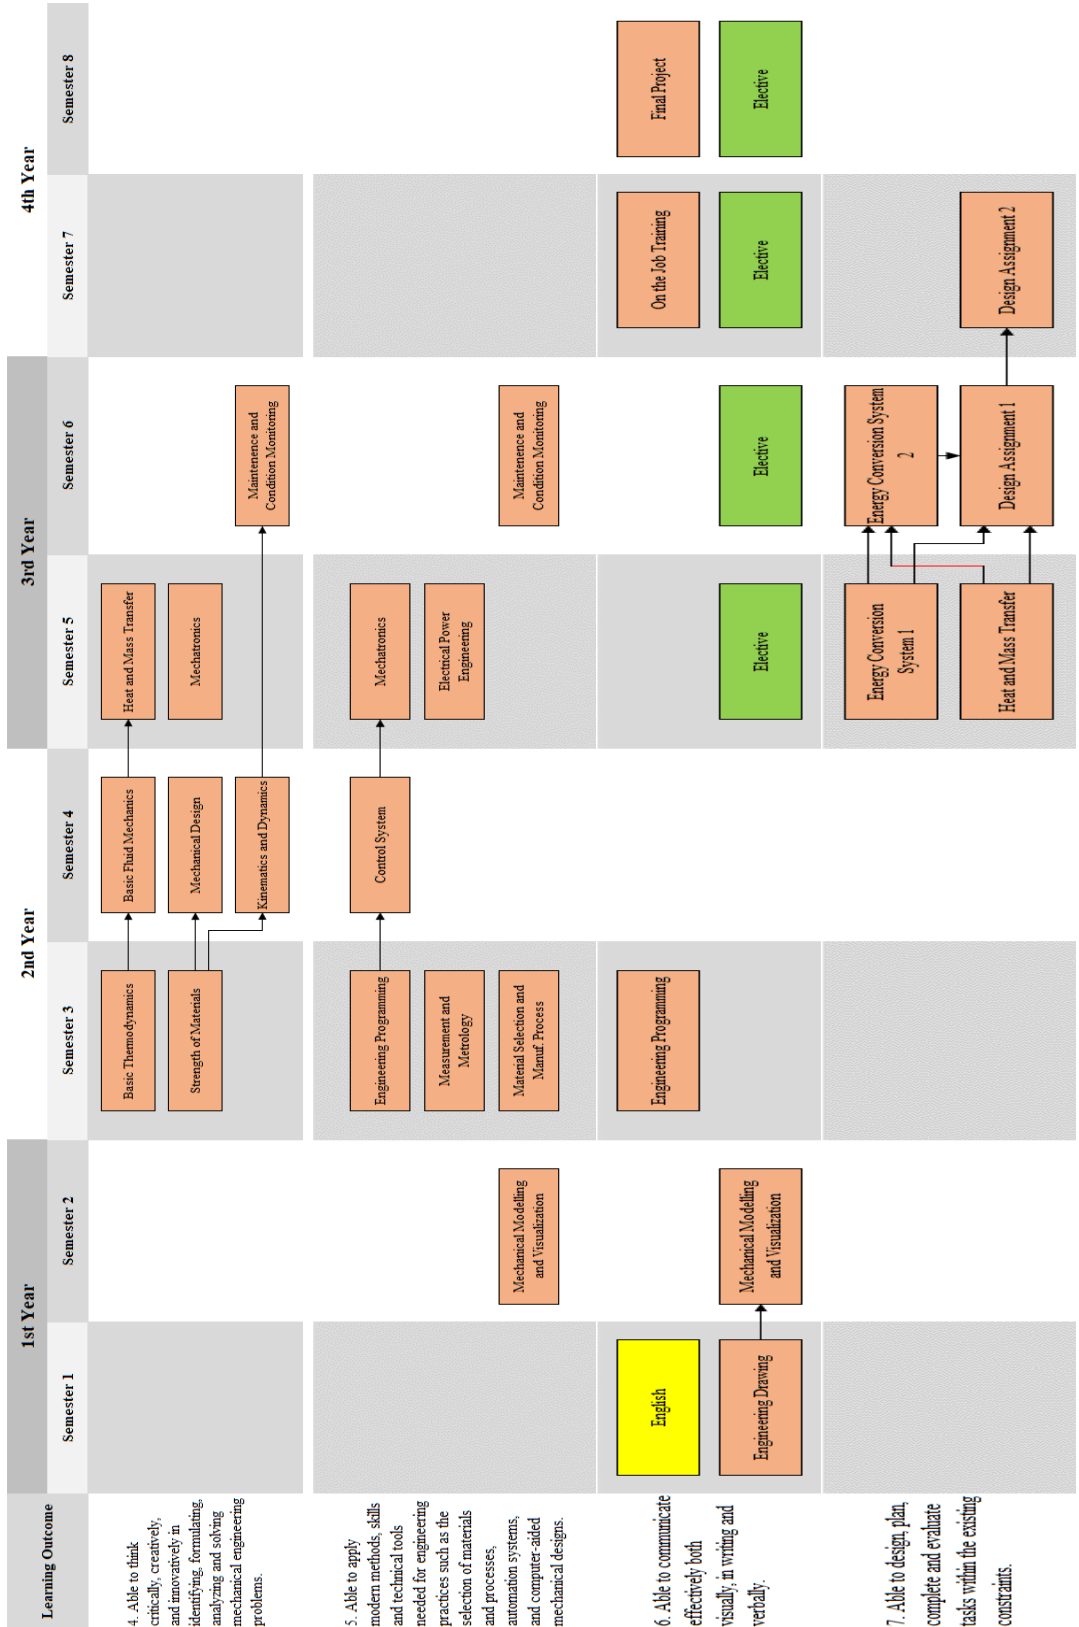 Learning Outcome
1st Year
2nd Year
3rd Year
4th Year
Semester 1
Semester 2
Semester 3
Semester 4
Semester 5
Semester 6
Semester 7
Semester 8
4. Able to think
critically, creatively,
and innovatively in
identifying, formulating,
analyzing and solving
mechanical engineering
problems.
Basic Thermodynamics
Basic Fluid Mechanics
Heat and Mass Transfer
Strength of Materials
Mechanical Design
Mechatronics
Kinematics and Dynamics
Maintenence and
Condition Monitoring
5. Able to apply
modern methods, skills
and technical tools
needed for engineering
practices such as the
selection of materials
and processes,
automation systems,
and computer-aided
mechanical designs.
Engineering Programming
Control System
Mechatronics
Measurement and
Metrology
Electrical Power
Engineering
Mechanical Modelling
and Visualization
Material Selection and
Manuf. Process
Maintenence and
Condition Monitoring
6. Able to communicate
effectively both
visually, in writing and
verbally.
English
Engineering Programming
On the Job Training
Final Project
Engineering Drawing
Mechanical Modelling
and Visualization
Elective
Elective
Elective
Elective
7. Able to design, plan,
complete and evaluate
tasks within the existing
constraints.
Energy Conversion
System 1
Energy Conversion System
2
Heat and Mass Transfer
Design Assignment 1
Design Assignment 2